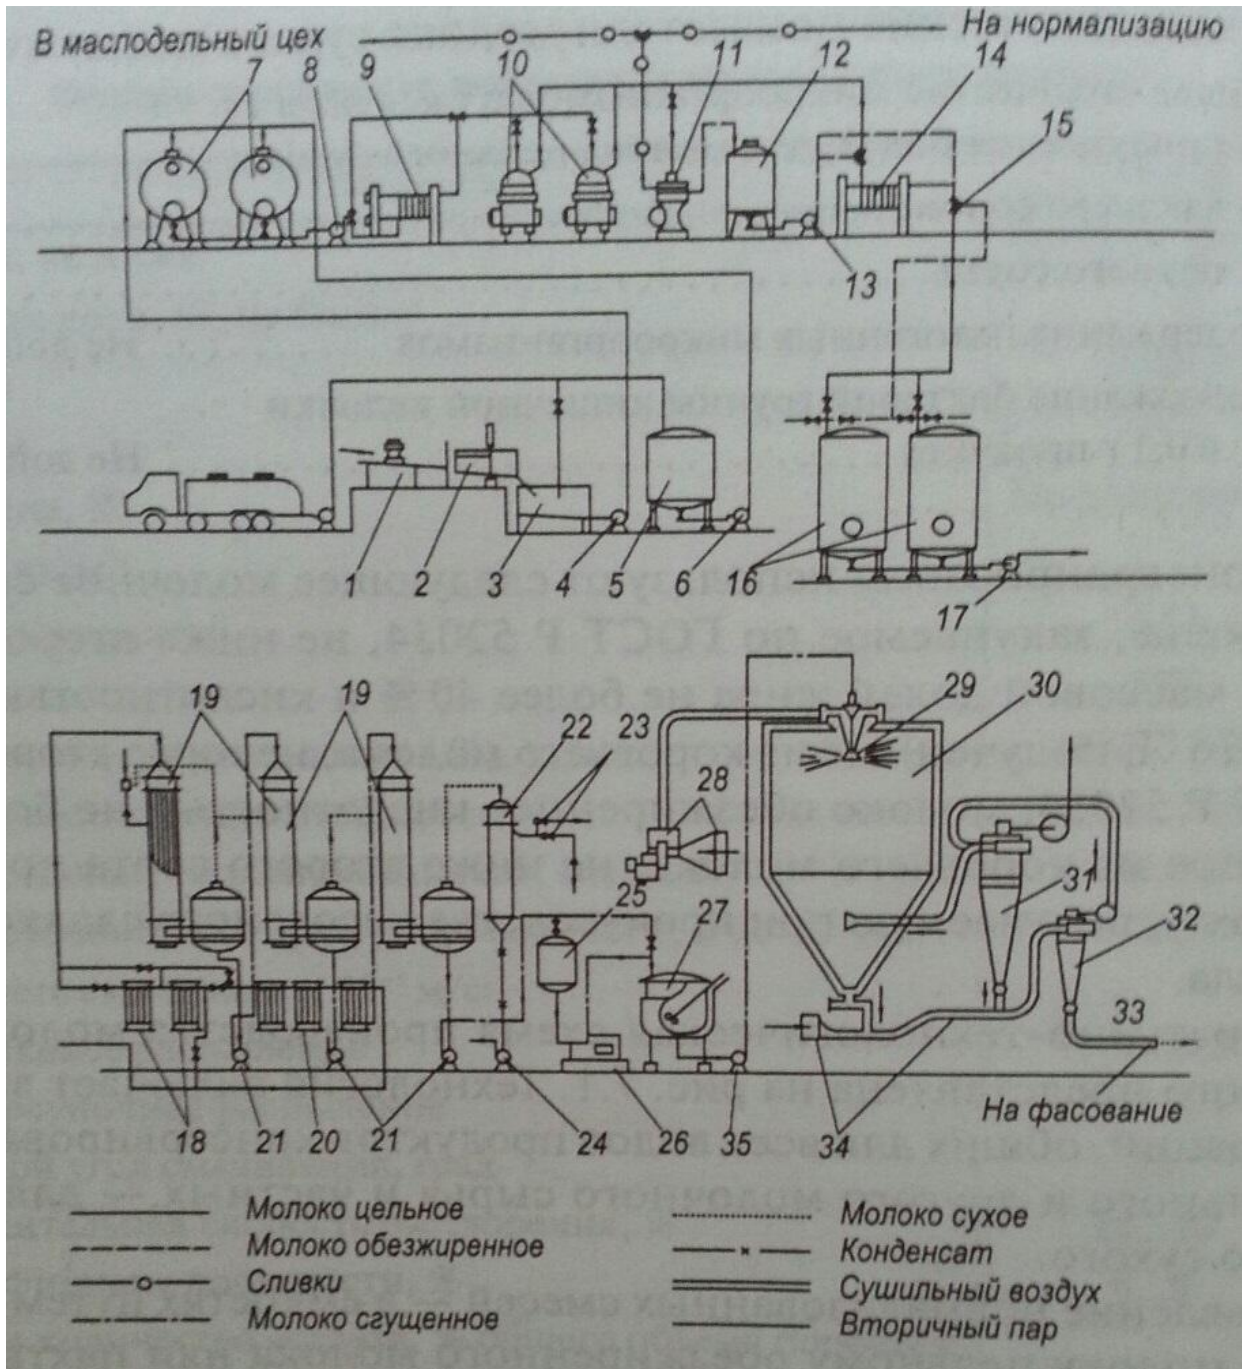 В маслодельный цех
На нормализацию
7 8 9 10 11 12 14
15
13
1 2 3 4 5 6 16
17
19 19 22 23 29 30
28
25 27 31 32
33
На фасование
18 21 20 21 24 26 35 34
Молоко цельное
Молоко обезжиренное
Сливки
Молоко сгущенное
Молоко сухое
Конденсат
Сушильный воздух
Вторичный пар